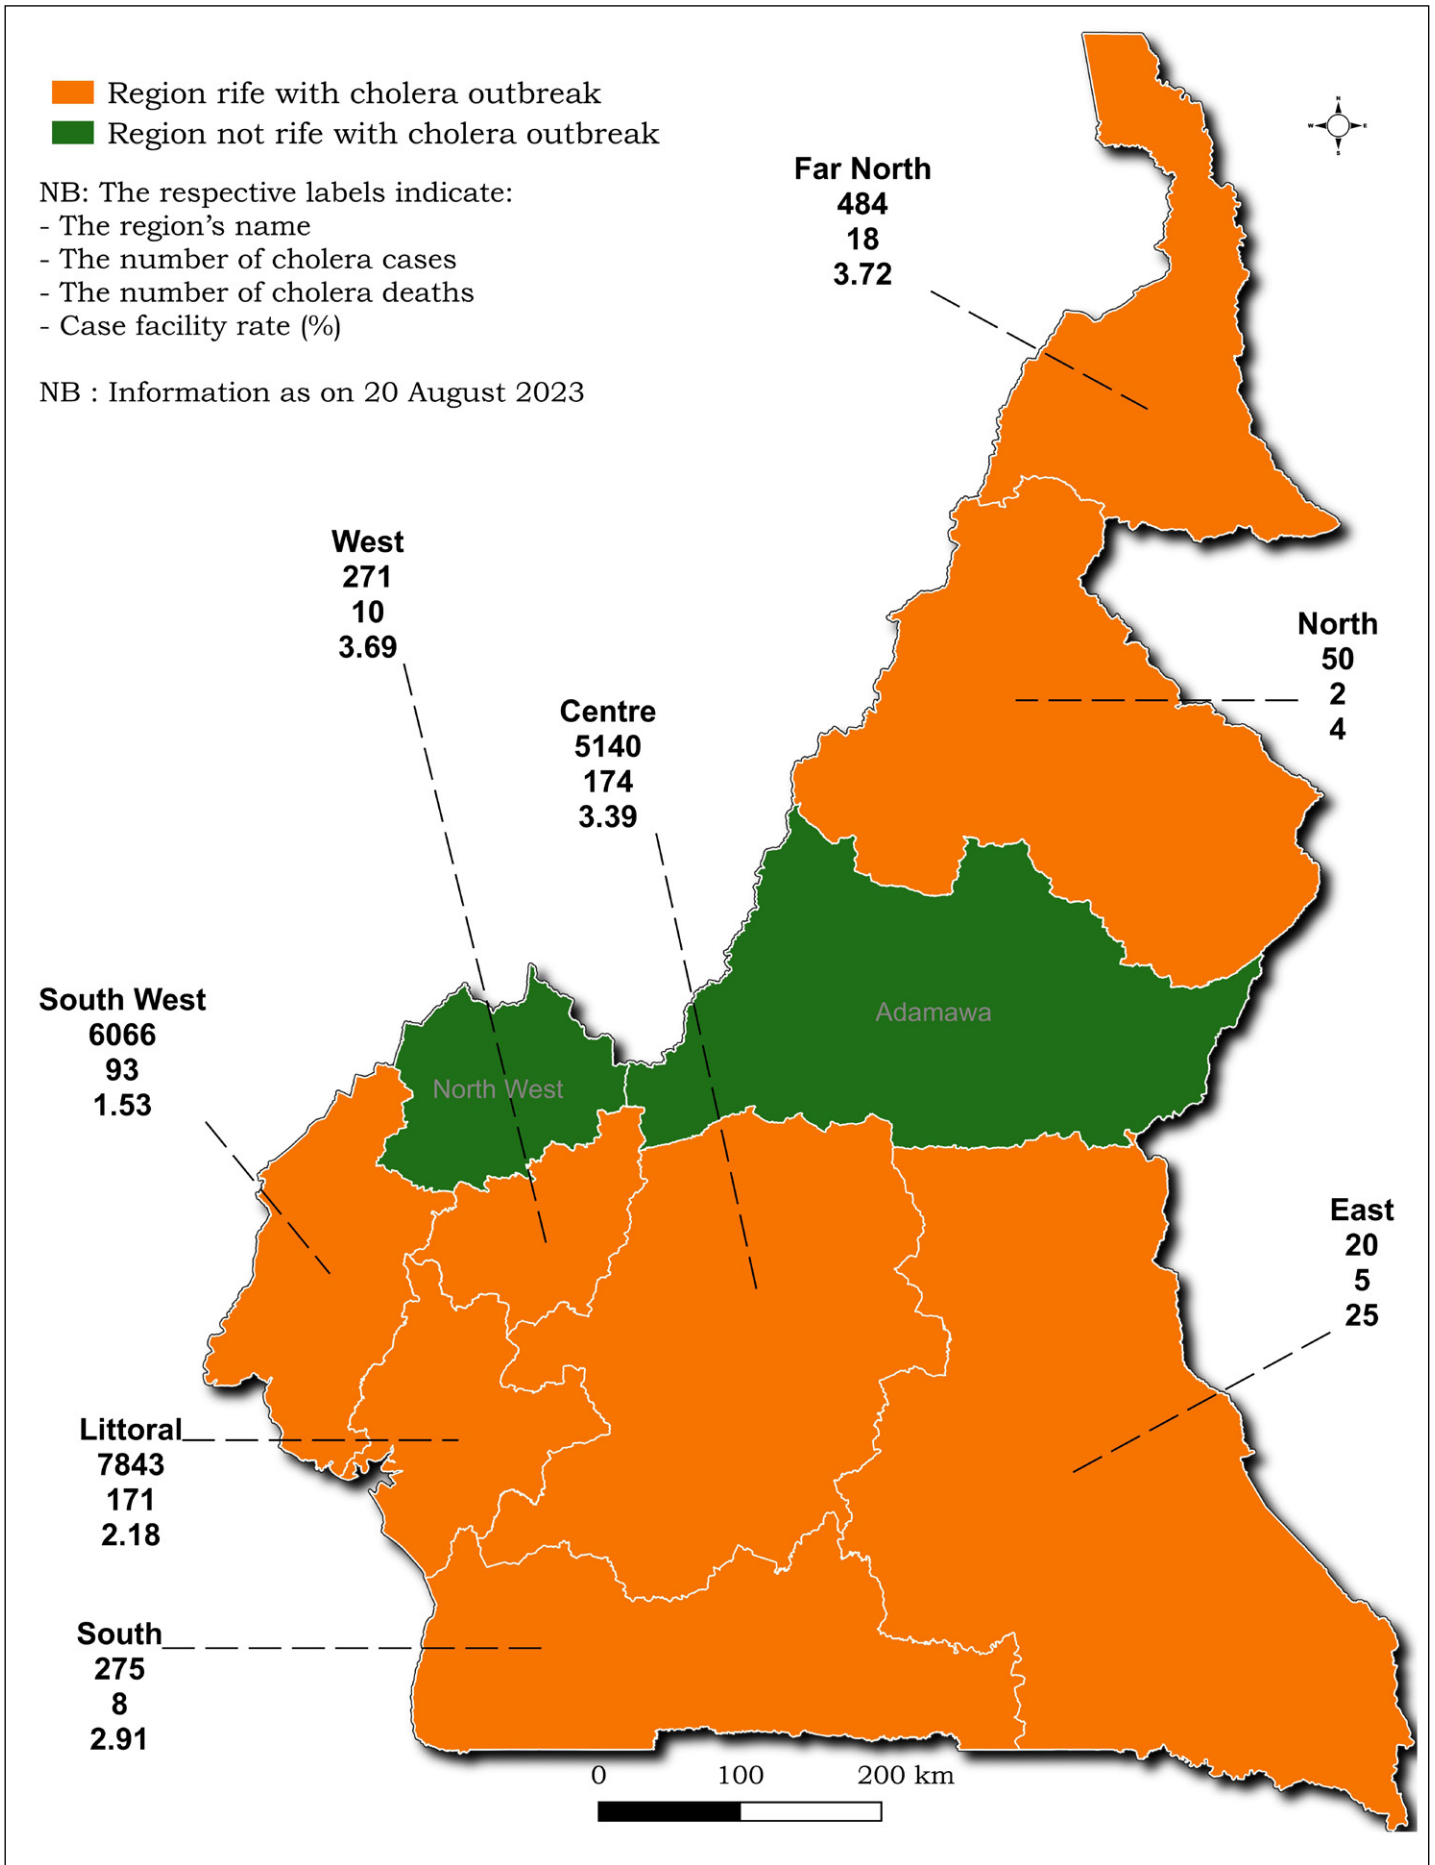 Region rife with cholera outbreak
Region not rife with cholera outbreak
NB: The respective labels indicate:
- The region's name
- The number of cholera cases
- The number of cholera deaths
- Case facility rate (%)
NB : Information as on 20 August 2023
N
W
E
S
Far North
484
18
3.72
West
271
10
3.69
North
50
2
4
Centre
5140
174
3.39
South West
6066
93
1.53
Adamawa
North West
East
20
5
25
Littoral
7843
171
2.18
South
275
8
2.91
0 100 200 km